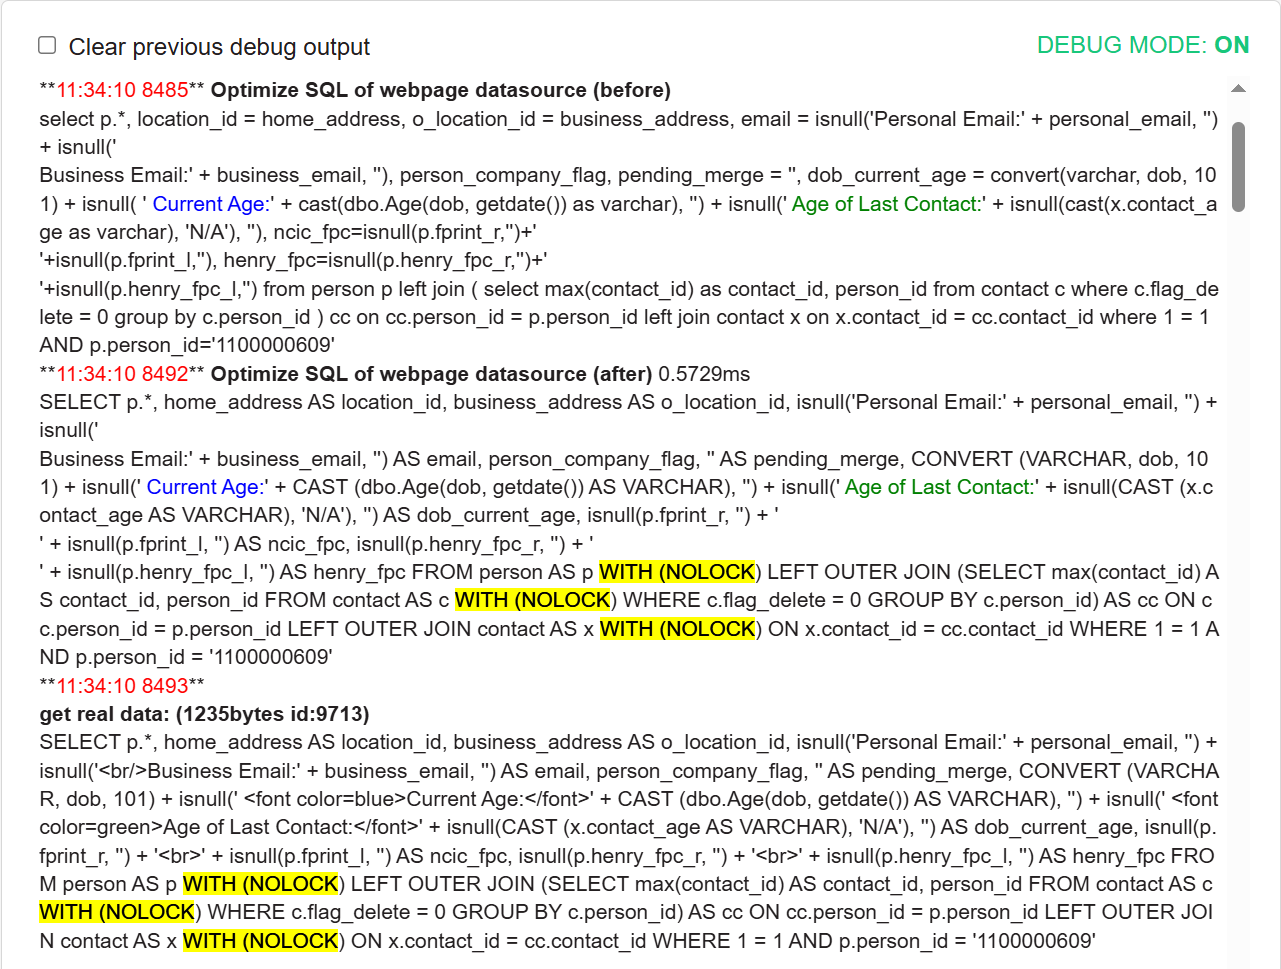 Clear previous debug output
DEBUG MODE: ON
**11:34:10 8485** Optimize SQL of webpage datasource (before)
select p.*, location_id = home_address, o_location_id = business_address, email = isnull('Personal Email:' + personal_email, '')
+ isnull('
Business Email:' + business_email, ''), person_company_flag, pending_merge = '', dob_current_age = convert(varchar, dob, 10
1) + isnull( ' Current Age:' + cast(dbo.Age(dob, getdate()) as varchar), '') + isnull(' Age of Last Contact:' + isnull(cast(x.contact_a
ge as varchar), 'N/A'), ''), ncic_fpc=isnull(p.fprint_r,'')+'
'+isnull(p.fprint_l,''), henry_fpc=isnull(p.henry_fpc_r,'')+'
'+isnull(p.henry_fpc_l,'') from person p left join ( select max(contact_id) as contact_id, person_id from contact c where c.flag_de
lete = 0 group by c.person_id ) cc on cc.person_id = p.person_id left join contact x on x.contact_id = cc.contact_id where 1 = 1
AND p.person_id='1100000609'
**11:34:10 8492** Optimize SQL of webpage datasource (after) 0.5729ms
SELECT p.*, home_address AS location_id, business_address AS o_location_id, isnull('Personal Email:' + personal_email, '') +
isnull('
Business Email:' + business_email, '') AS email, person_company_flag, '' AS pending_merge, CONVERT (VARCHAR, dob, 10
1) + isnull(' Current Age:' + CAST (dbo.Age(dob, getdate()) AS VARCHAR), '') + isnull(' Age of Last Contact:' + isnull(CAST (x.c
ontact_age AS VARCHAR), 'N/A'), '') AS dob_current_age, isnull(p.fprint_r, '') + '
' + isnull(p.fprint_l, '') AS ncic_fpc, isnull(p.henry_fpc_r, '') + '
' + isnull(p.henry_fpc_l, '') AS henry_fpc FROM person AS p WITH (NOLOCK) LEFT OUTER JOIN (SELECT max(contact_id) A
S contact_id, person_id FROM contact AS c WITH (NOLOCK) WHERE c.flag_delete = 0 GROUP BY c.person_id) AS cc ON c
c.person_id = p.person_id LEFT OUTER JOIN contact AS x WITH (NOLOCK) ON x.contact_id = cc.contact_id WHERE 1 = 1 A
ND p.person_id = '1100000609'
**11:34:10 8493**
get real data: (1235bytes id:9713)
SELECT p.*, home_address AS location_id, business_address AS o_location_id, isnull('Personal Email:' + personal_email, '') +
isnull('<br/>Business Email:' + business_email, '') AS email, person_company_flag, '' AS pending_merge, CONVERT (VARCHA
R, dob, 101) + isnull(' <font color=blue>Current Age:</font>' + CAST (dbo.Age(dob, getdate()) AS VARCHAR), '') + isnull(' <font
color=green>Age of Last Contact:</font>' + isnull(CAST (x.contact_age AS VARCHAR), 'N/A'), '') AS dob_current_age, isnull(p.
fprint_r, '') + '<br>' + isnull(p.fprint_l, '') AS ncic_fpc, isnull(p.henry_fpc_r, '') + '<br>' + isnull(p.henry_fpc_l, '') AS henry_fpc FRO
M person AS p WITH (NOLOCK) LEFT OUTER JOIN (SELECT max(contact_id) AS contact_id, person_id FROM contact AS c
WITH (NOLOCK) WHERE c.flag_delete = 0 GROUP BY c.person_id) AS cc ON cc.person_id = p.person_id LEFT OUTER JOI
N contact AS x WITH (NOLOCK) ON x.contact_id = cc.contact_id WHERE 1 = 1 AND p.person_id = '1100000609'